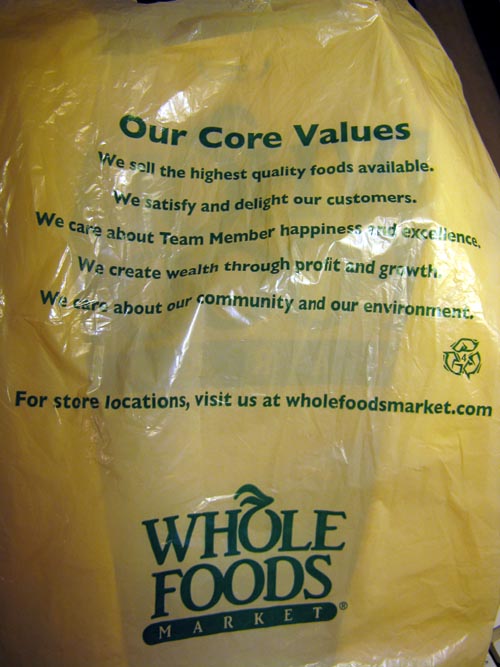 Our Core Values
We sell the highest quality foods available.
We satisfy and delight our customers.
We care about Team Member happiness and excellence.
We create wealth through profit and growth.
We care about our community and our environment.
4
For store locations, visit us at wholefoodsmarket.com
WHOLE
FOODS
MARKET®